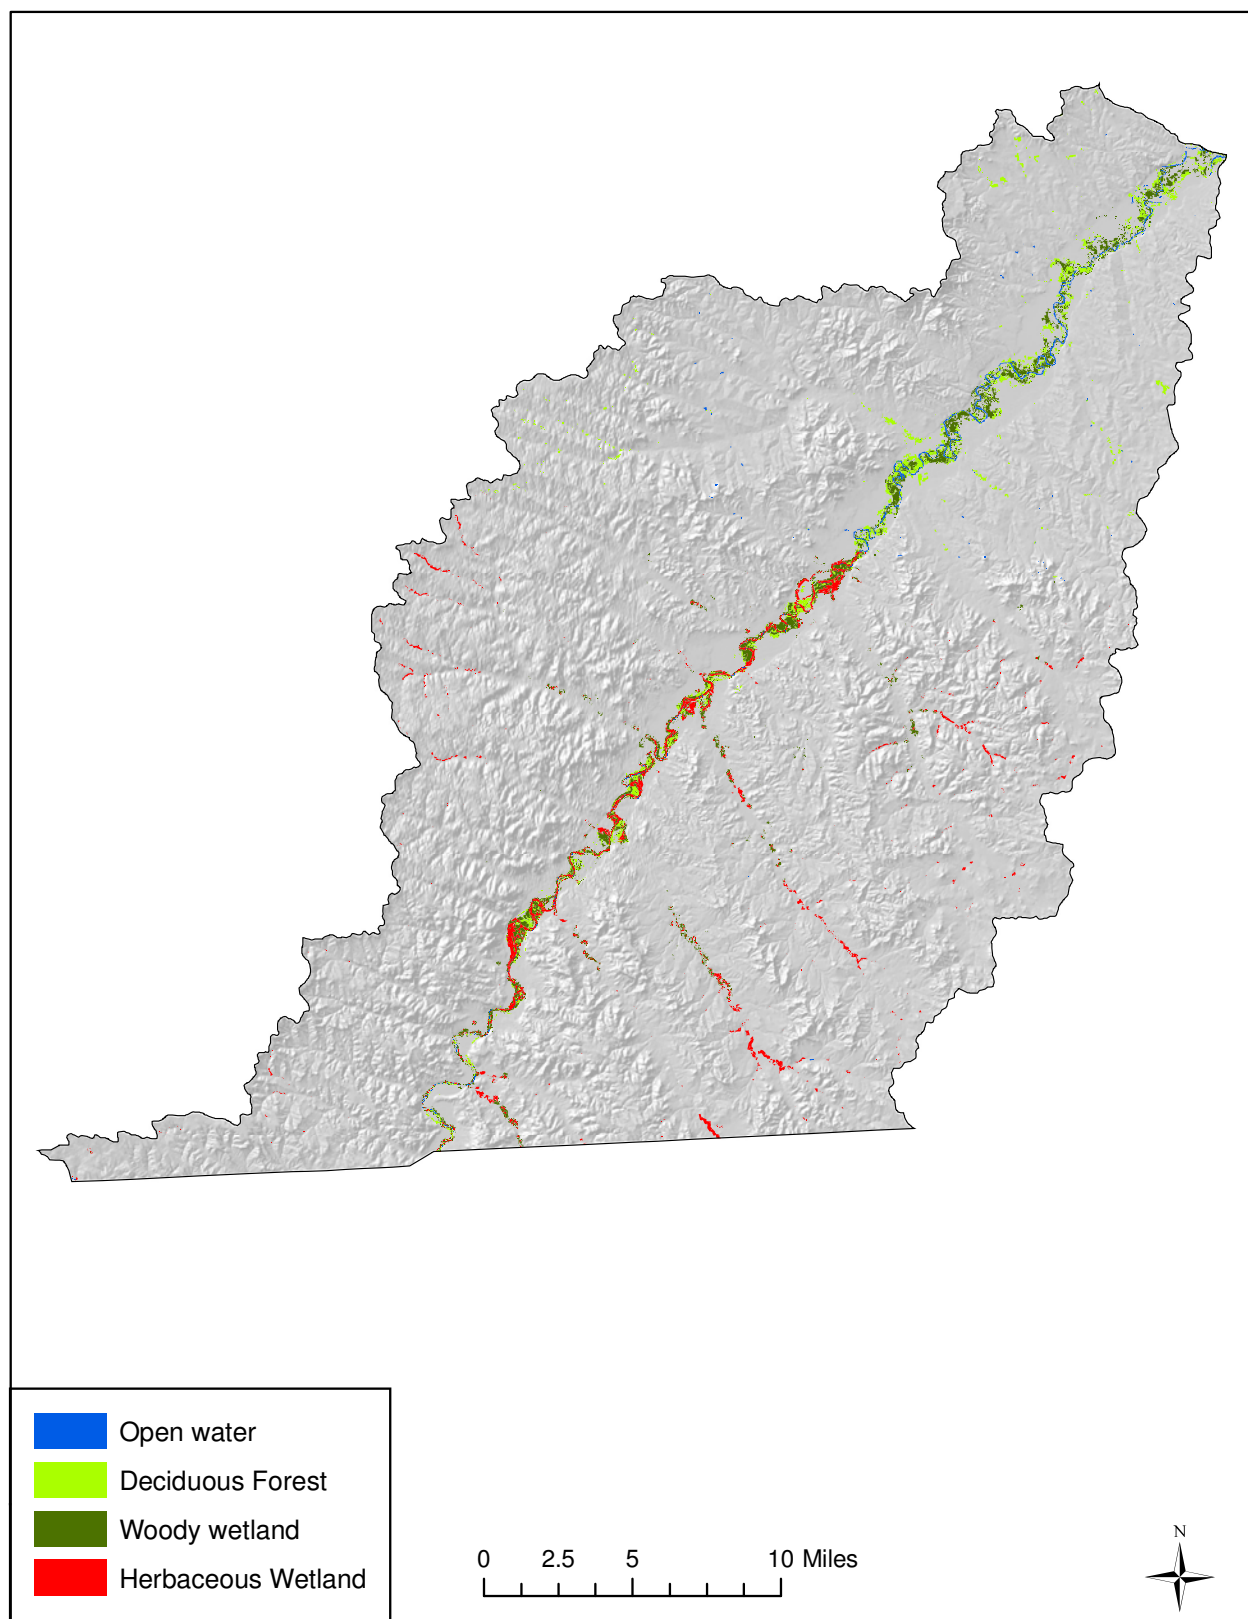 Open water
Deciduous Forest
Woody wetland
Herbaceous Wetland
0 2.5 5 10 Miles
N